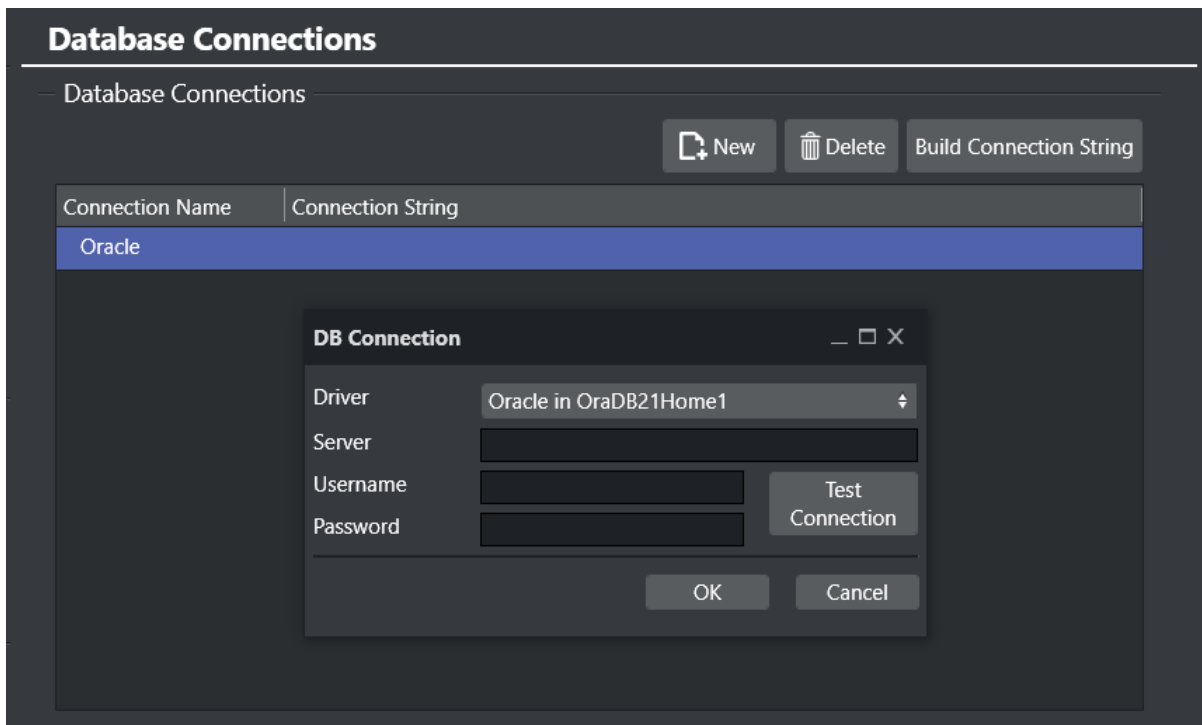 Database Connections
Database Connections
New Delete Build Connection String
Connection Name Connection String
Oracle
DB Connection
Driver Oracle in OraDB21Home1
Server
Username
Test
Connection
Password
OK Cancel